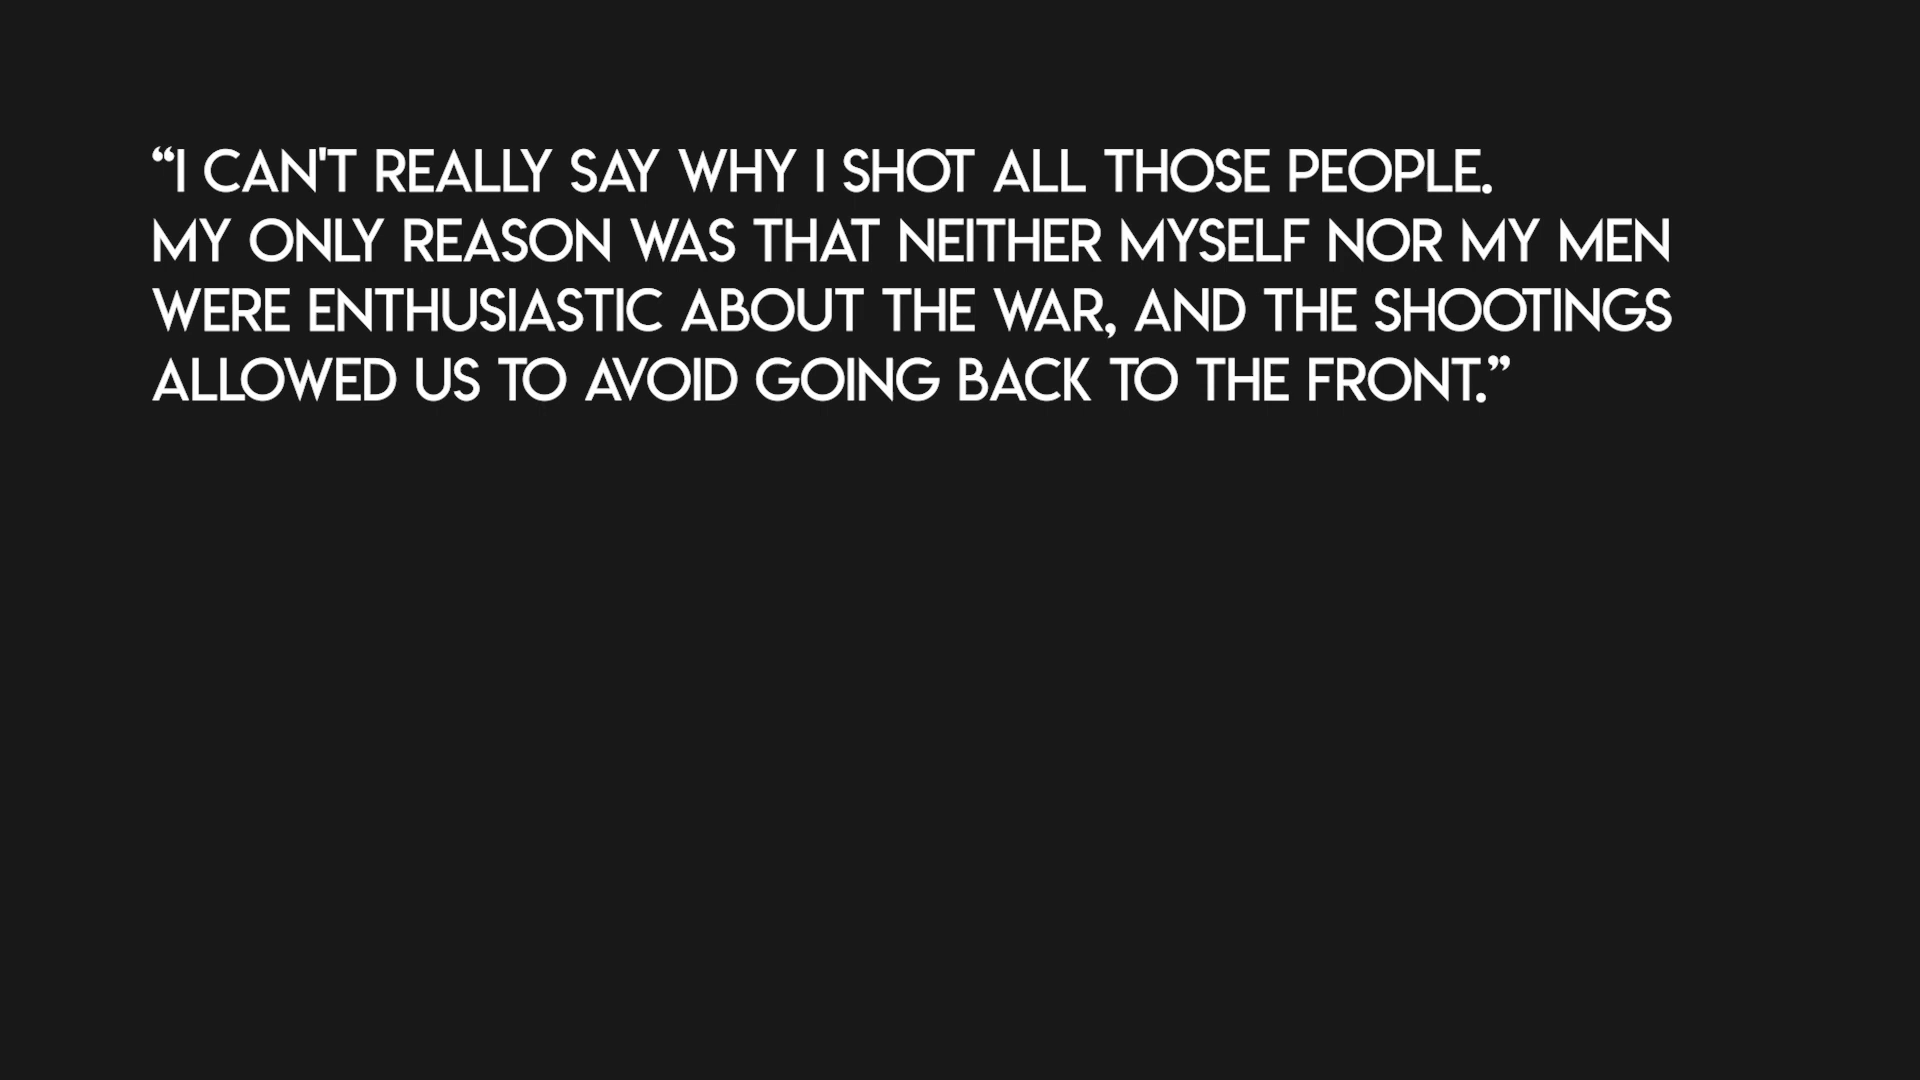 “I CAN'T REALLY SAY WHY I SHOT ALL THOSE PEOPLE.
MY ONLY REASON WAS THAT NEITHER MYSELF NOR MY MEN
WERE ENTHUSIASTIC ABOUT THE WAR, AND THE SHOOTINGS
ALLOWED US TO AVOID GOING BACK TO THE FRONT.”